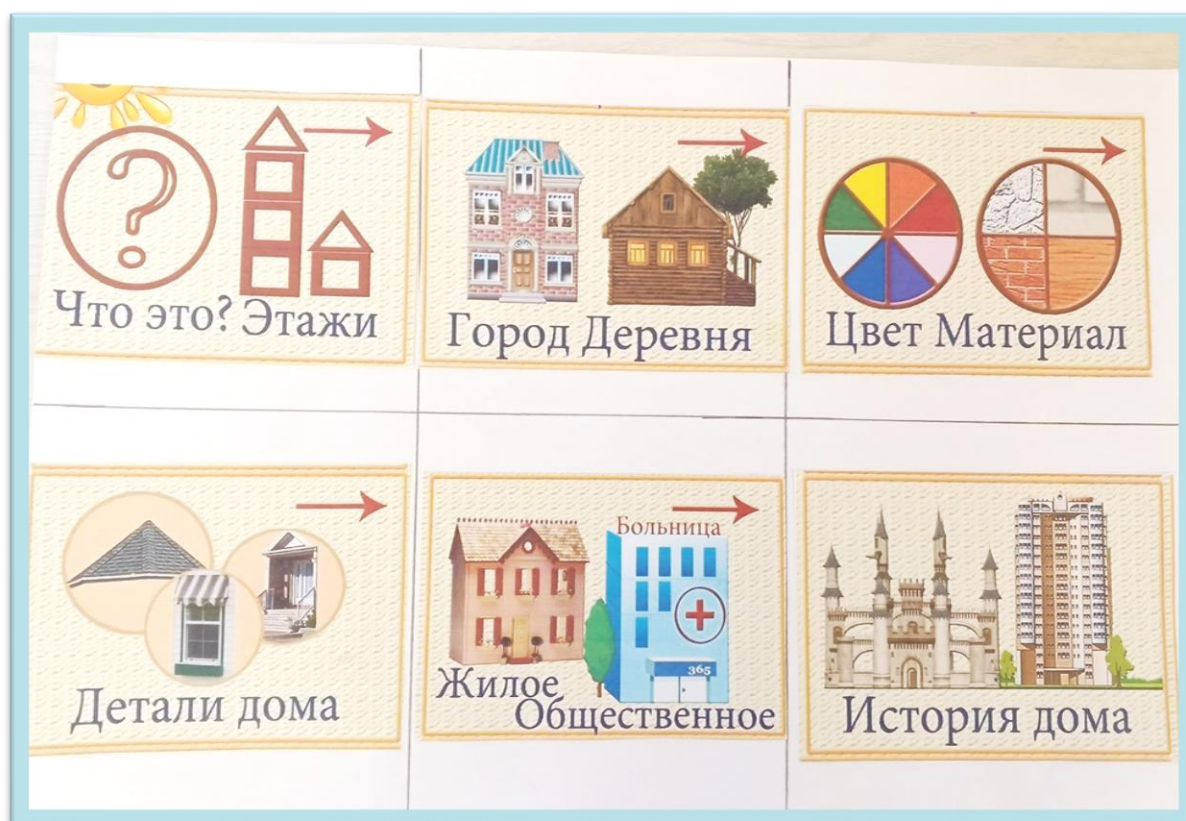 Что это? Этажи
Город Деревня
Цвет Материал
Детали дома
Больница
365
Жилое
Общественное
История дома